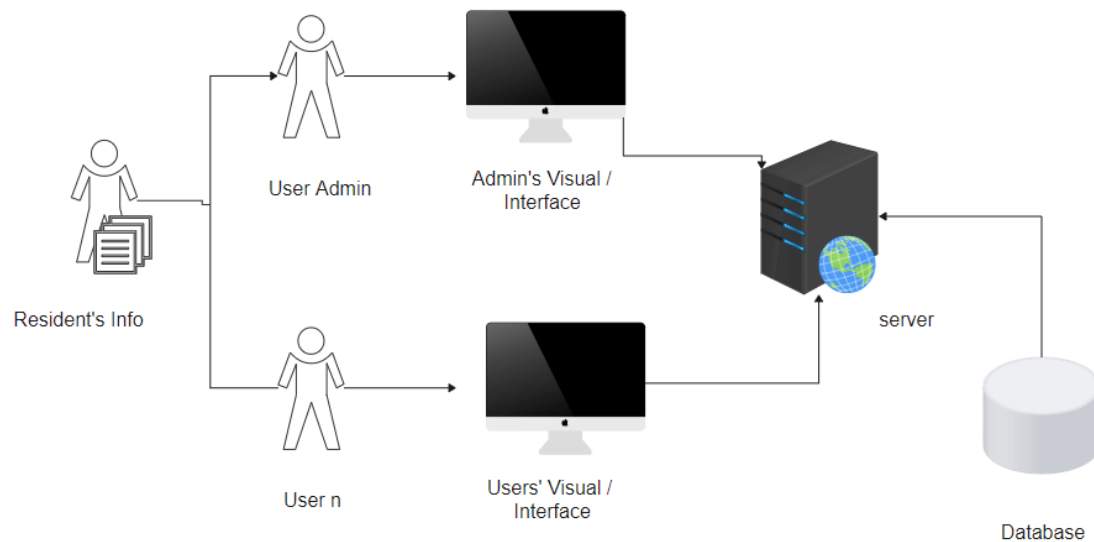 User Admin
Admin's Visual /
Interface
Resident's Info
server
User n
Users' Visual /
Interface
Database